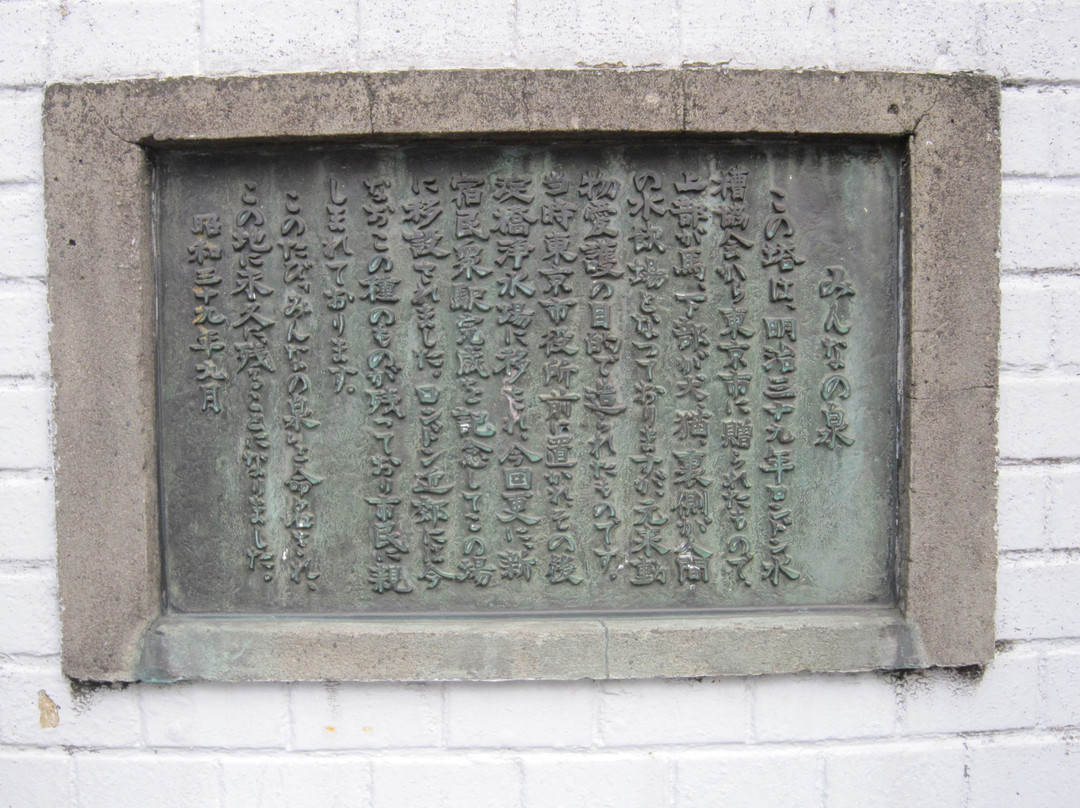 みんなの泉
この塔は、明治三十九年ロンドン水
槽協会から東京市に贈られたもので、
上部が馬、下部が犬猫、裏側が人間
の水飲場となっておりますが、元来動
物愛護の目的で造られたものです。
当時東京市役所前に置かれその後
淀橋浄水場に移され、今回更に、新
宿民衆駅完成を記念してこの場
に移設されました。ロンドン近郊にも今
なおこの種のものが残っており市民に親
しまれております。
このたび、みんなの泉と命名され
この地に永久に残ることになりました。
昭和三十九年九月